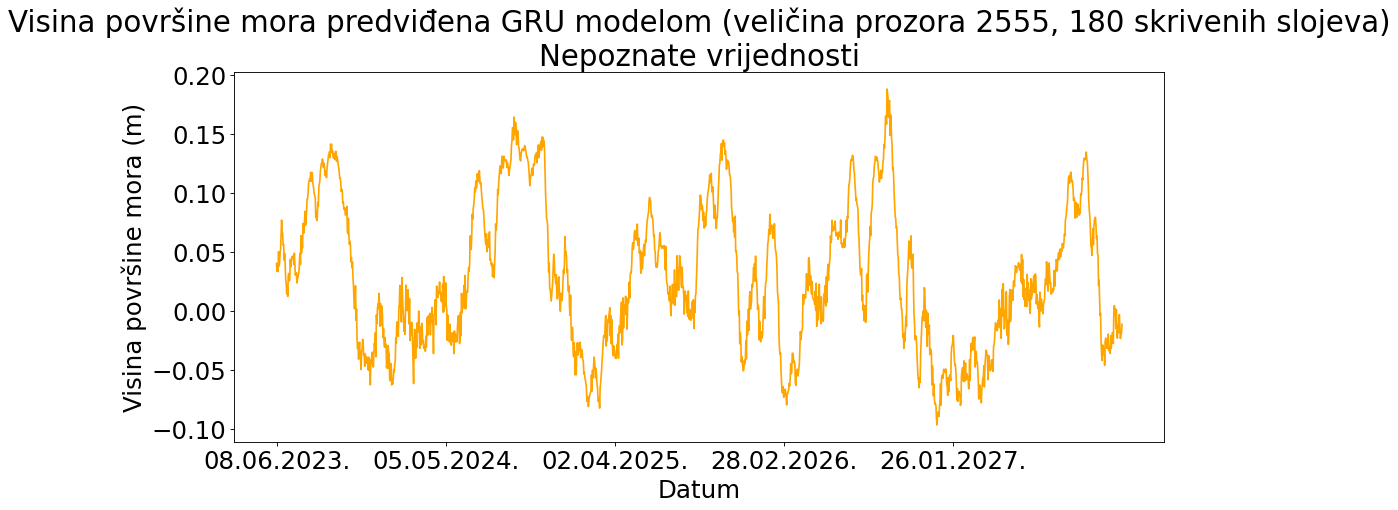 Visina površine mora predviđena GRU modelom (veličina prozora 2555, 180 skrivenih slojeva)
Nepoznate vrijednosti
Visina površine mora (m)
0.20
0.15
0.10
0.05
0.00
−0.05
−0.10
08.06.2023. 05.05.2024. 02.04.2025. 28.02.2026. 26.01.2027.
Datum